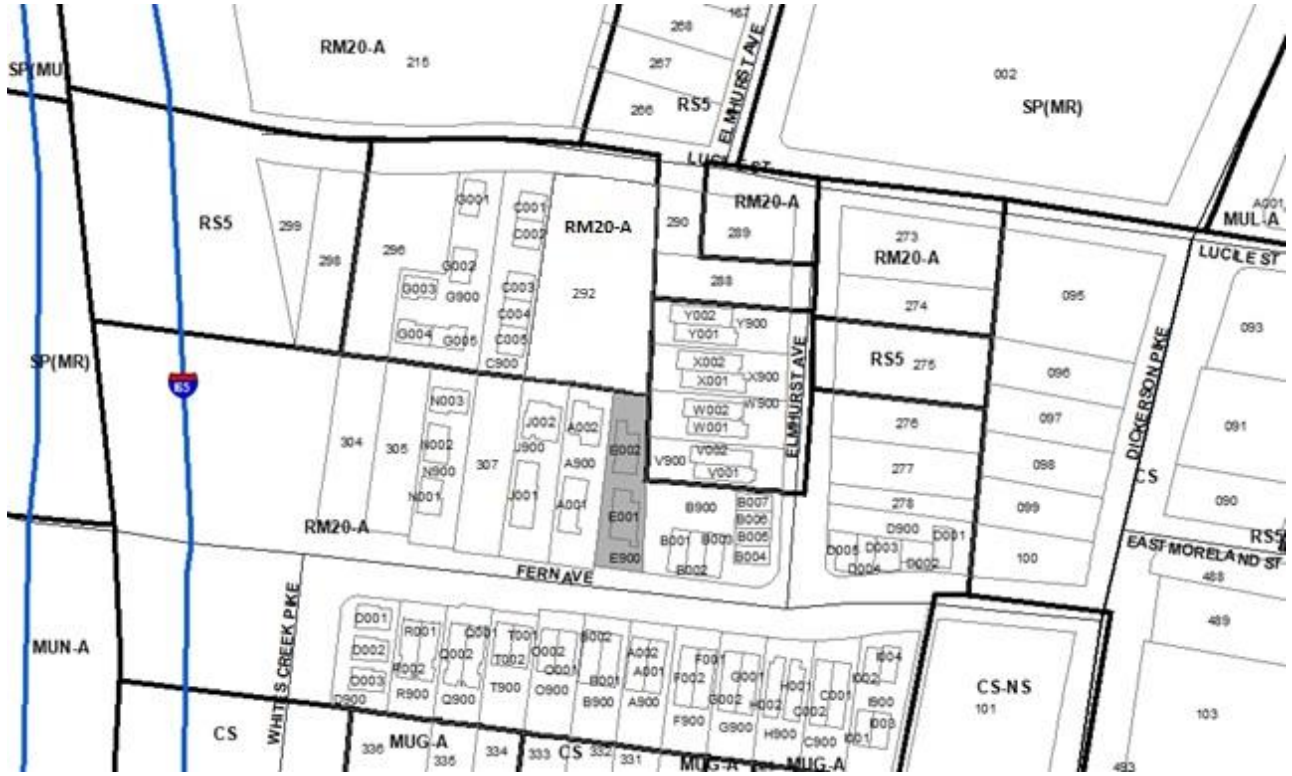 187
268
RM20-A
215
ELMHURST AVE
267
SP(MU)
002
266
RS5
SP(MR)
LUCILE ST
A001
G001
RM20-A
MUL-A
C001
RS5
299
290
289
273
C002
RM20-A
LUCILE ST
296
RM20-A
298
G002
288
G003
G900
C003
292
274
095
C004
Y002
Y900
093
G004
G005
C005
Y001
SP(MR)
C900
X002
RS5
275
096
65
X001
X900
N003
W900
ELMHURST AVE
DICKERSON PIKE
J002
A002
W002
276
097
091
304
305
N002
J900
W001
307
E002
V002
098
N900
A900
V900
277
V001
CS
N001
J001
A001
278
099
090
E001
B900
B007
RM20-A
B006
D900
RS5
B001
B005
D001
D005
D003
100
EAST MORELAND ST
E900
B004
D004
D002
FERN AVE
B002
488
WHITES CREEK PIKE
D001
489
R001
Q001
T001
O002
B002
A002
F001
I004
D002
Q002
T002
O001
A001
F002
G001
H001
C001
I002
MUN-A
R002
D003
B001
G002
H002
C002
I900
CS-NS
D900
R900
Q900
T900
O900
B900
A900
F900
I003
101
G900
H900
C900
I001
103
CS
336
MUG-A
334
333
CS
332
335
331
MUG-A
MUG-A
493